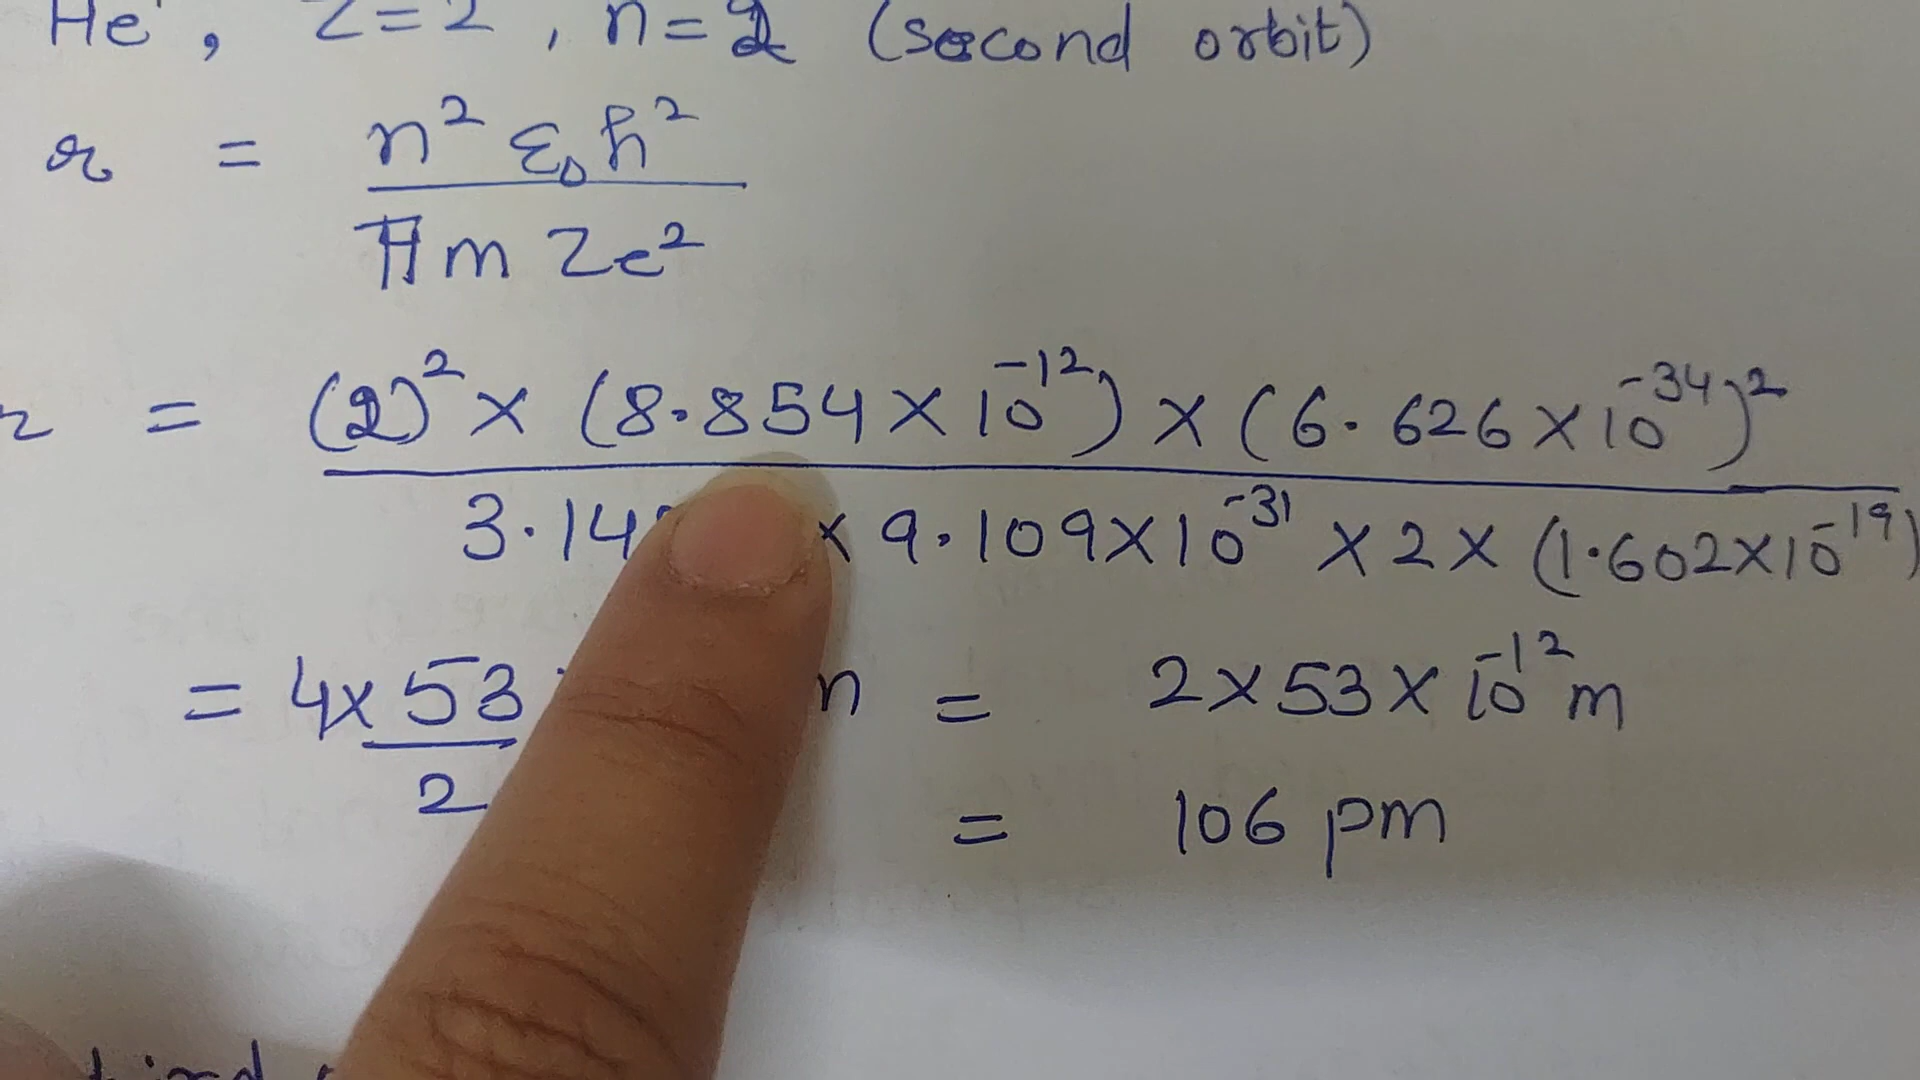 He⁺, Z=2, n=2 (second orbit)
r = n² ε₀ h² / π m Z e²
r = (2)² × (8.854 × 10⁻¹²) × (6.626 × 10⁻³⁴)² / 3.14 × 9.109 × 10⁻³¹ × 2 × (1.602 × 10⁻¹⁹)
= 4 × 53 / 2 = 2 × 53 × 10⁻¹² m
= 106 pm